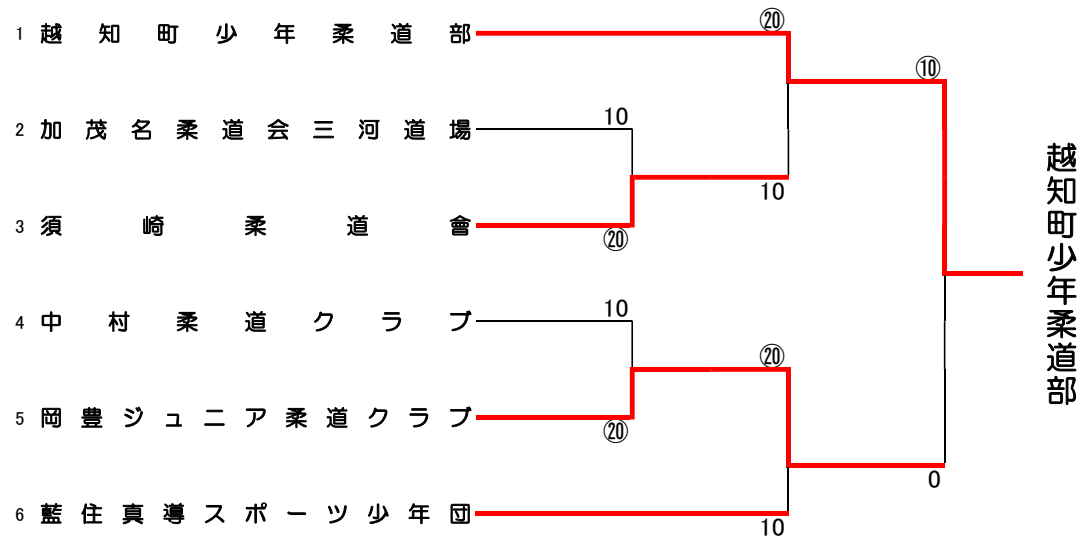 ⑳
1 越知町少年柔道部
⑩
10
2 加茂名柔道会三河道場
10
3 須崎柔道會
⑳
越知町少年柔道部
10
4 中村柔道クラブ
⑳
5 岡豊ジュニア柔道クラブ
⑳
0
6 藍住真導スポーツ少年団
10